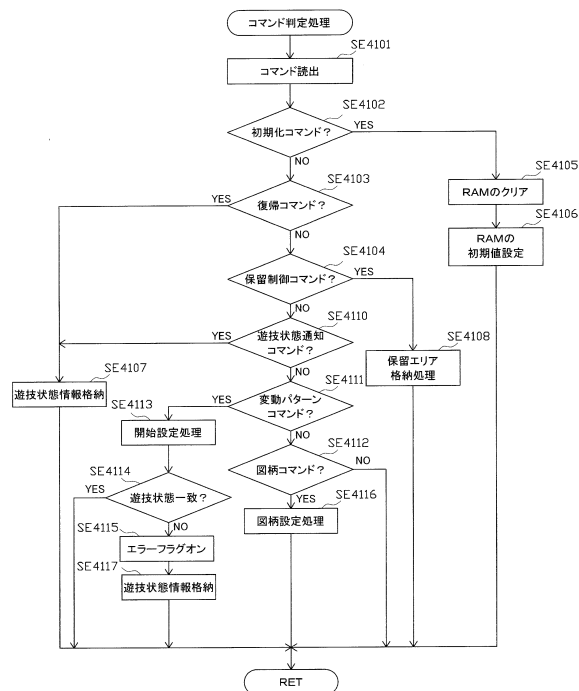 コマンド判定処理
SE4101
コマンド読出
SE4102
初期化コマンド?
YES
NO
SE4103
YES
復帰コマンド?
NO
SE4105
RAMのクリア
SE4106
RAMの
初期値設定
SE4104
保留制御コマンド?
YES
NO
SE4110
YES
遊技状態通知
コマンド?
NO
SE4108
保留エリア
格納処理
SE4107
遊技状態情報格納
SE4111
YES
変動パターン
コマンド?
NO
SE4113
開始設定処理
SE4112
図柄コマンド?
NO
YES
SE4114
YES
遊技状態一致?
NO
SE4116
図柄設定処理
SE4115
エラーフラグオン
SE4117
遊技状態情報格納
RET